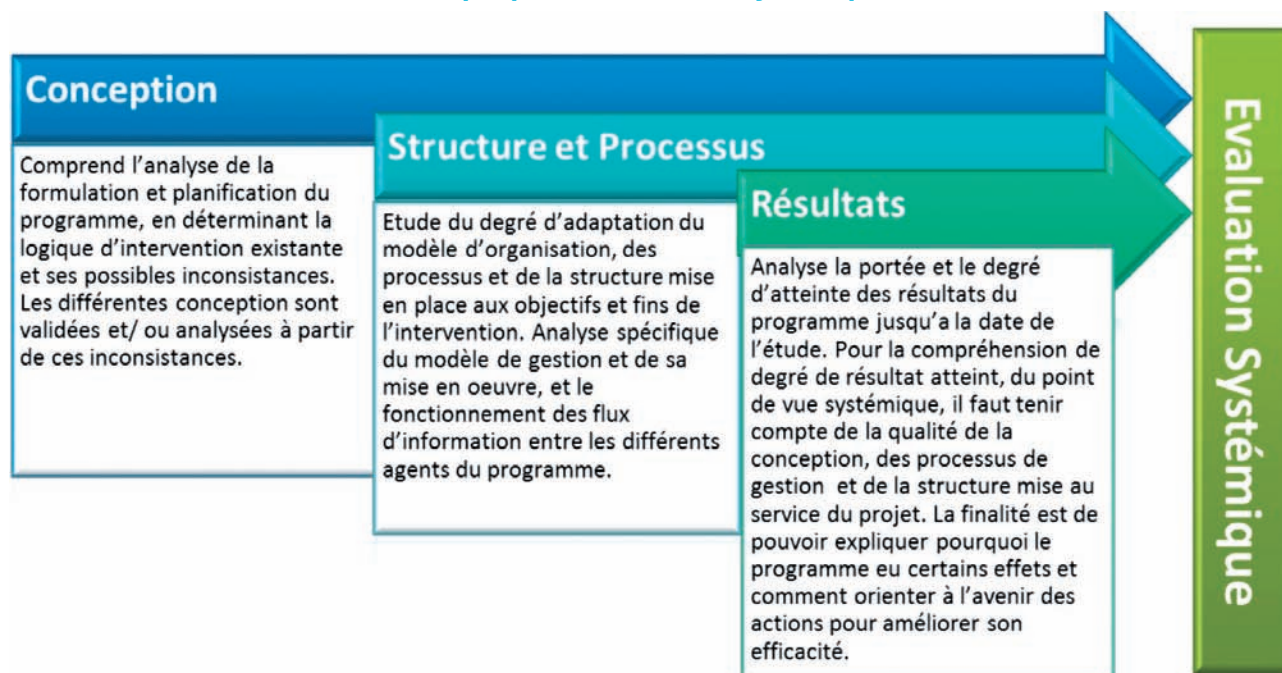 Conception
Comprend l'analyse de la
formulation et planification du
programme, en déterminant la
logique d'intervention existante
et ses possibles inconsistances.
Les différentes conception sont
validées et/ ou analysées à partir
de ces inconsistances.
Structure et Processus
Etude du degré d'adaptation du
modèle d'organisation, des
processus et de la structure mise
en place aux objectifs et fins de
l'intervention. Analyse spécifique
du modèle de gestion et de sa
mise en oeuvre, et le
fonctionnement des flux
d'information entre les différents
agents du programme.
Résultats
Analyse la portée et le degré
d'atteinte des résultats du
programme jusqu'a la date de
l'étude. Pour la compréhension de
degré de résultat atteint, du point
de vue systémique, il faut tenir
compte de la qualité de la
conception, des processus de
gestion et de la structure mise au
service du projet. La finalité est de
pouvoir expliquer pourquoi le
programme eu certains effets et
comment orienter à l'avenir des
actions pour améliorer son
efficacité.
Evaluation Systémique